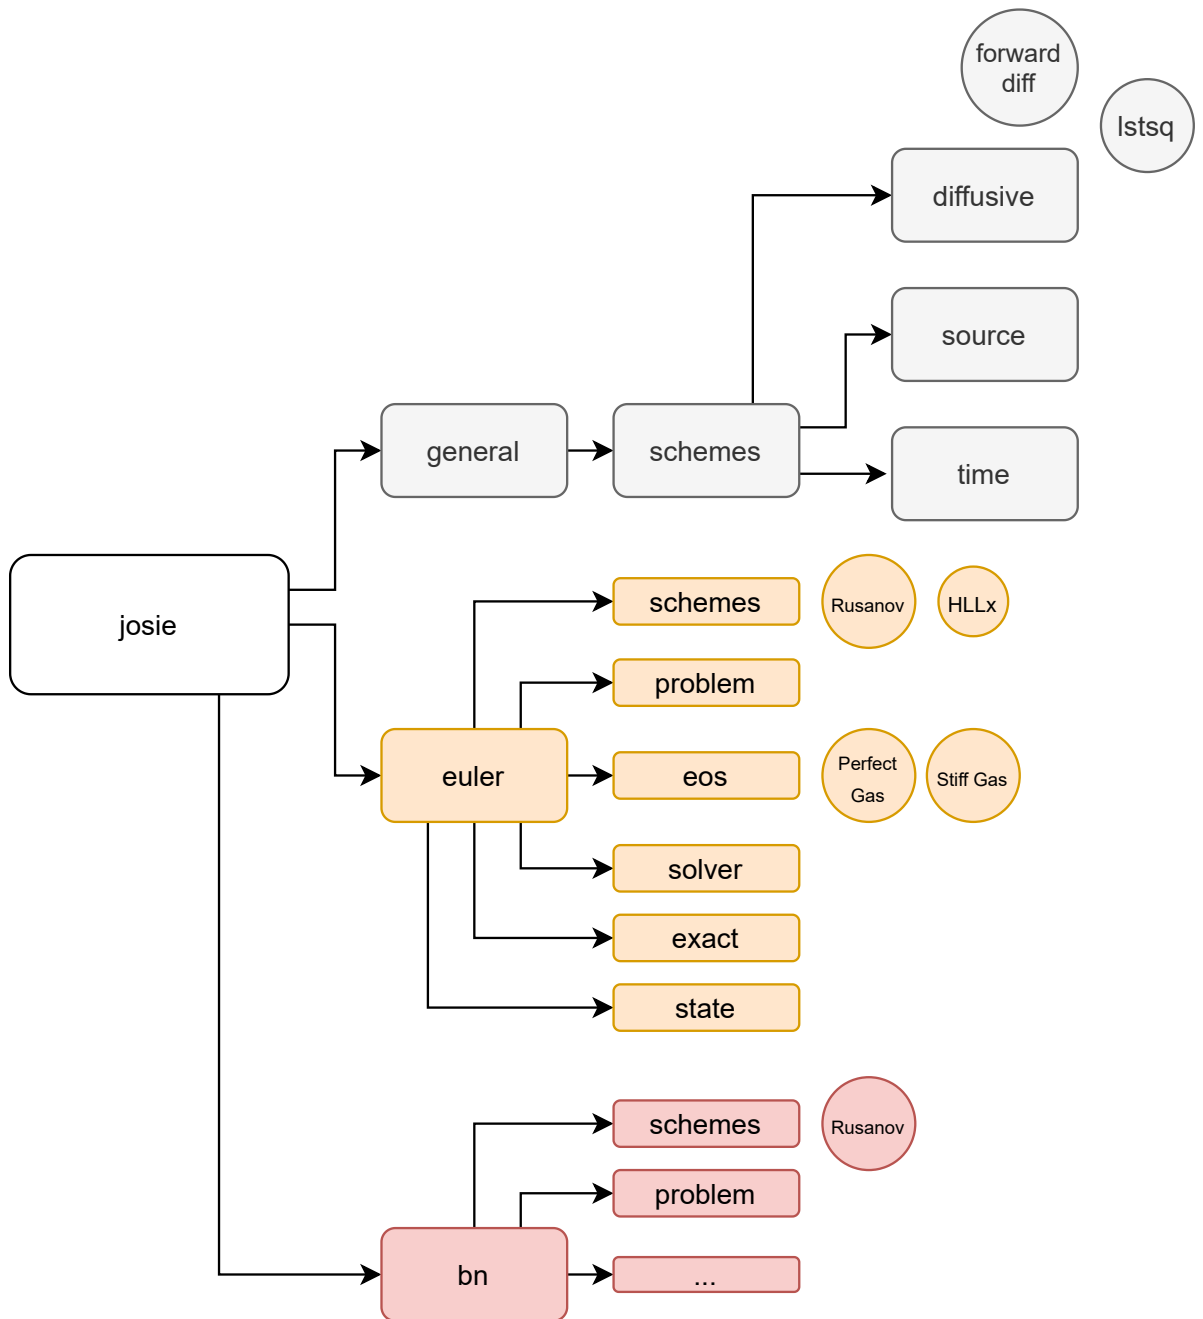 forward
diff
lstsq
diffusive
source
general
schemes
time
josie
schemes
Rusanov
HLLx
problem
euler
eos
Perfect
Gas
Stiff Gas
solver
exact
state
schemes
Rusanov
problem
bn
...